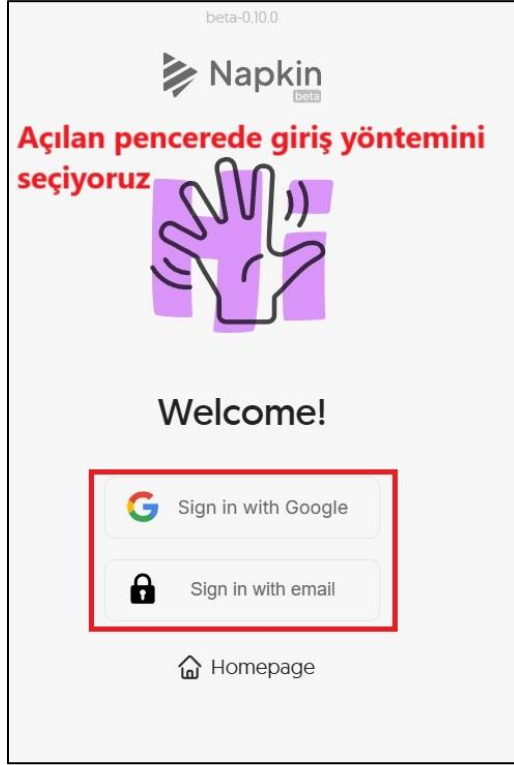 beta-0.10.0
Napkin
beta
Açılan pencerede giriş yöntemini
seçiyoruz
Hi
Welcome!
Sign in with Google
Sign in with email
Homepage